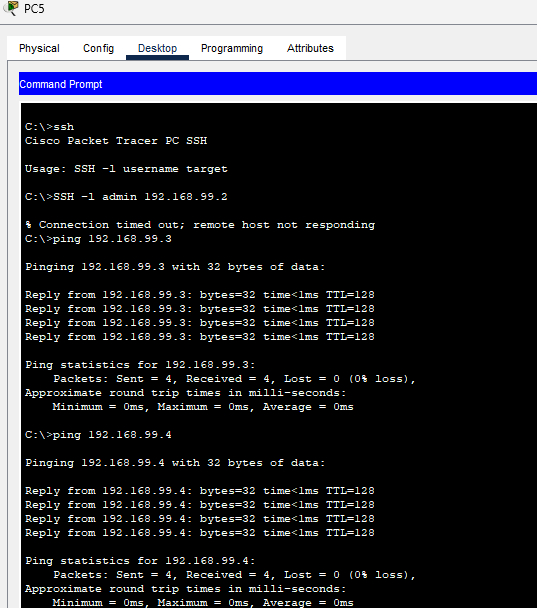 PC5
Physical Config Desktop Programming Attributes
Command Prompt
C:\>ssh
Cisco Packet Tracer PC SSH
Usage: SSH -l username target
C:\>SSH -l admin 192.168.99.2
% Connection timed out; remote host not responding
C:\>ping 192.168.99.3
Pinging 192.168.99.3 with 32 bytes of data:
Reply from 192.168.99.3: bytes=32 time<1ms TTL=128
Reply from 192.168.99.3: bytes=32 time<1ms TTL=128
Reply from 192.168.99.3: bytes=32 time<1ms TTL=128
Reply from 192.168.99.3: bytes=32 time<1ms TTL=128
Ping statistics for 192.168.99.3:
Packets: Sent = 4, Received = 4, Lost = 0 (0% loss),
Approximate round trip times in milli-seconds:
Minimum = 0ms, Maximum = 0ms, Average = 0ms
C:\>ping 192.168.99.4
Pinging 192.168.99.4 with 32 bytes of data:
Reply from 192.168.99.4: bytes=32 time<1ms TTL=128
Reply from 192.168.99.4: bytes=32 time<1ms TTL=128
Reply from 192.168.99.4: bytes=32 time<1ms TTL=128
Reply from 192.168.99.4: bytes=32 time<1ms TTL=128
Ping statistics for 192.168.99.4:
Packets: Sent = 4, Received = 4, Lost = 0 (0% loss),
Approximate round trip times in milli-seconds:
Minimum = 0ms, Maximum = 0ms, Average = 0ms